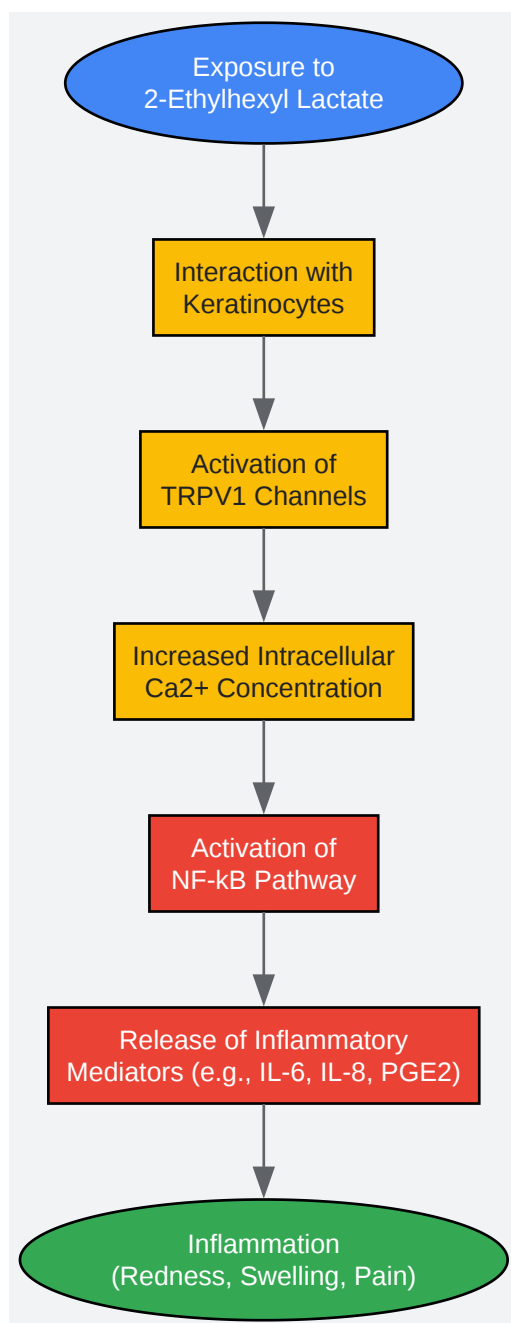 Exposure to
2-Ethylhexyl Lactate
Interaction with
Keratinocytes
Activation of
TRPV1 Channels
Increased Intracellular
Ca2+ Concentration
Activation of
NF-kB Pathway
Release of Inflammatory
Mediators (e.g., IL-6, IL-8, PGE2)
Inflammation
(Redness, Swelling, Pain)